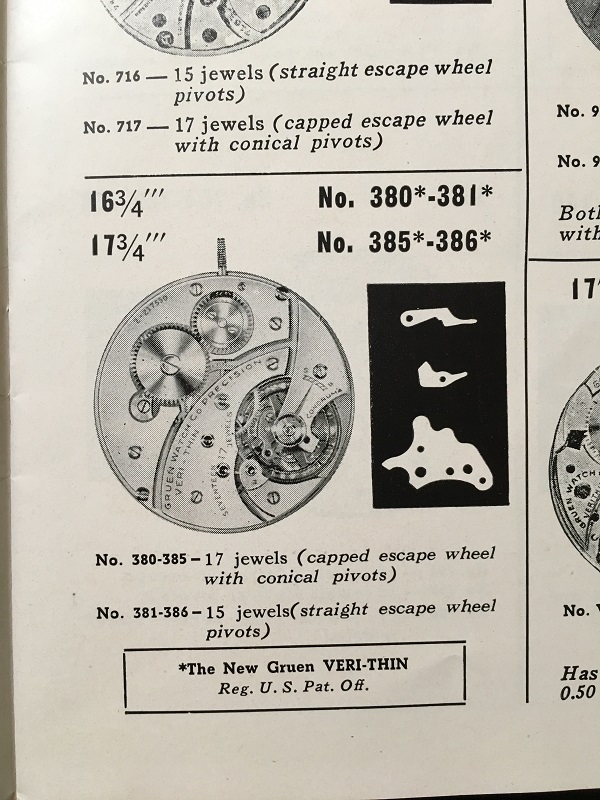 No. 716 — 15 jewels (straight escape wheel
pivots)
No. 717 — 17 jewels (capped escape wheel
with conical pivots)
16¾''' No. 380*-381*
17¾''' No. 385*-386*
GRUEN WATCH CO PRECISION
VERI-THIN
SEVENTEEN 17 JEWELS
No. 380-385 – 17 jewels (capped escape wheel
with conical pivots)
No. 381-386 – 15 jewels(straight escape wheel
pivots)
*The New Gruen VERI-THIN
Reg. U. S. Pat. Off.
No. 9
No. 9
Both
with
17
GRUEN WATCH
No.
Has
0.50